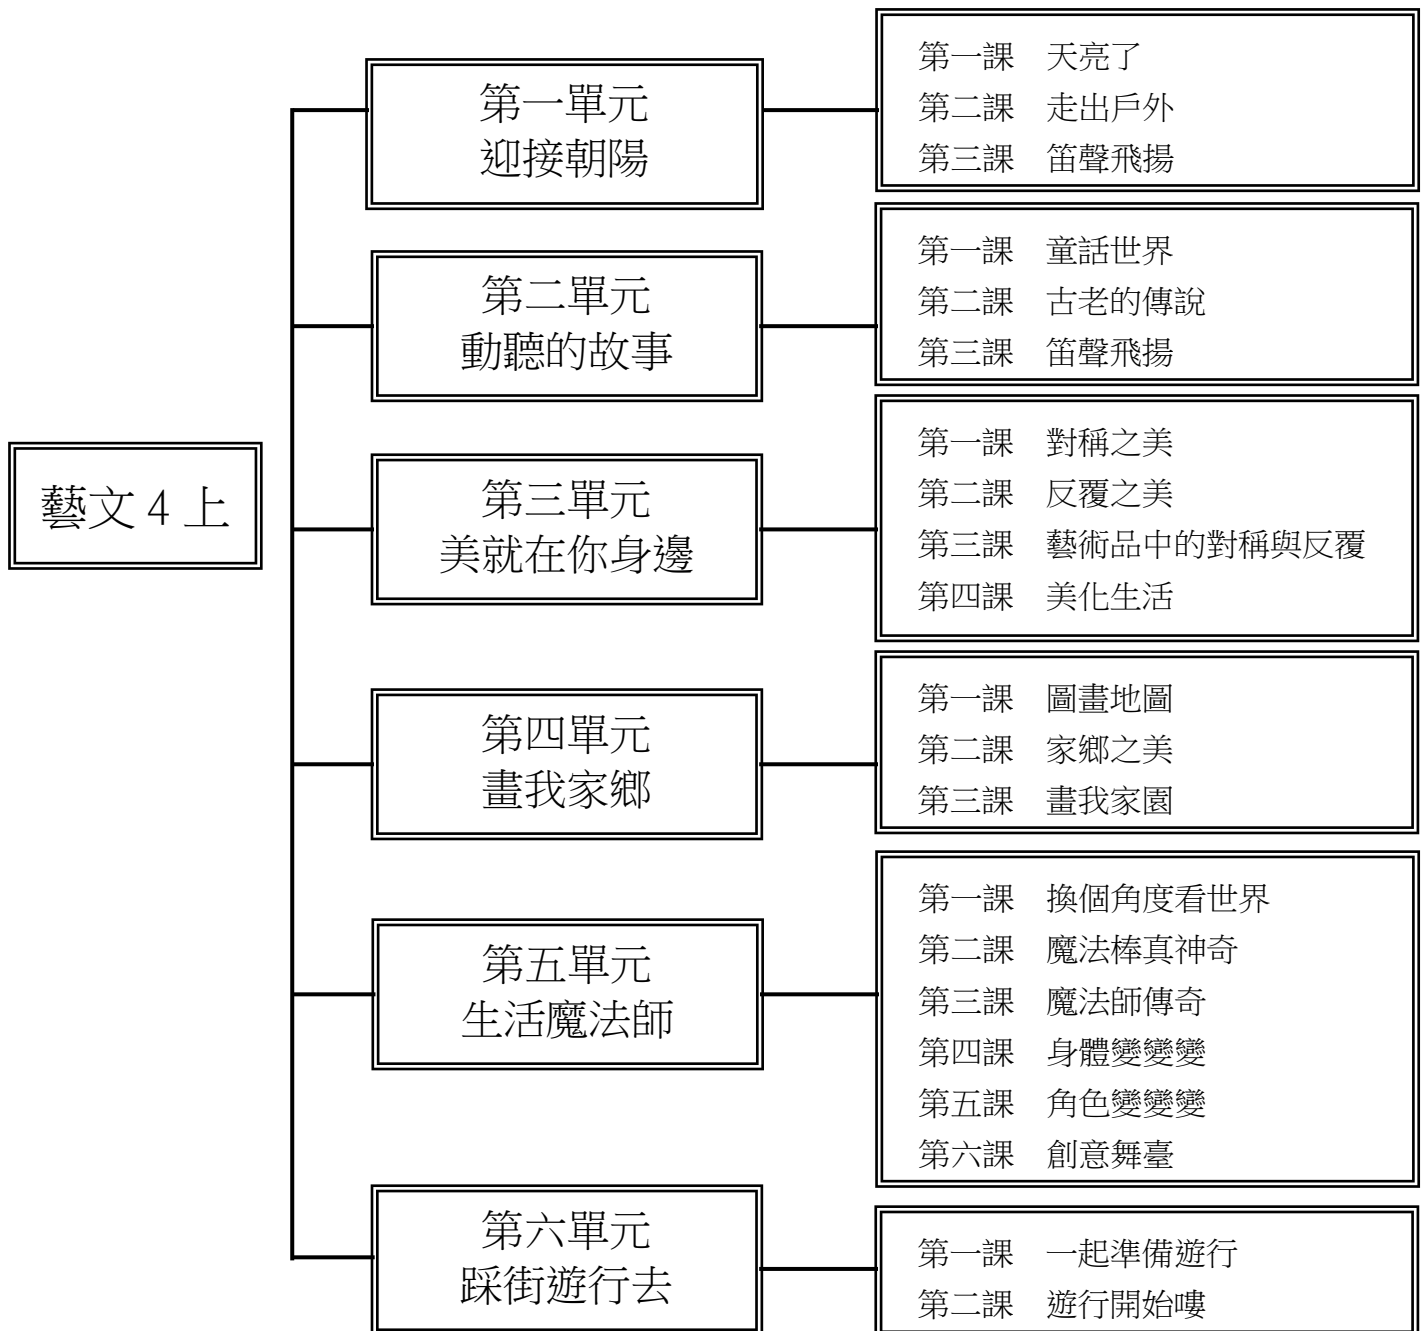 藝文 4 上
第一單元
迎接朝陽
第一課　天亮了
第二課　走出戶外
第三課　笛聲飛揚
第二單元
動聽的故事
第一課　童話世界
第二課　古老的傳說
第三課　笛聲飛揚
第三單元
美就在你身邊
第一課　對稱之美
第二課　反覆之美
第三課　藝術品中的對稱與反覆
第四課　美化生活
第四單元
畫我家鄉
第一課　圖畫地圖
第二課　家鄉之美
第三課　畫我家園
第五單元
生活魔法師
第一課　換個角度看世界
第二課　魔法棒真神奇
第三課　魔法師傳奇
第四課　身體變變變
第五課　角色變變變
第六課　創意舞臺
第六單元
踩街遊行去
第一課　一起準備遊行
第二課　遊行開始嘍